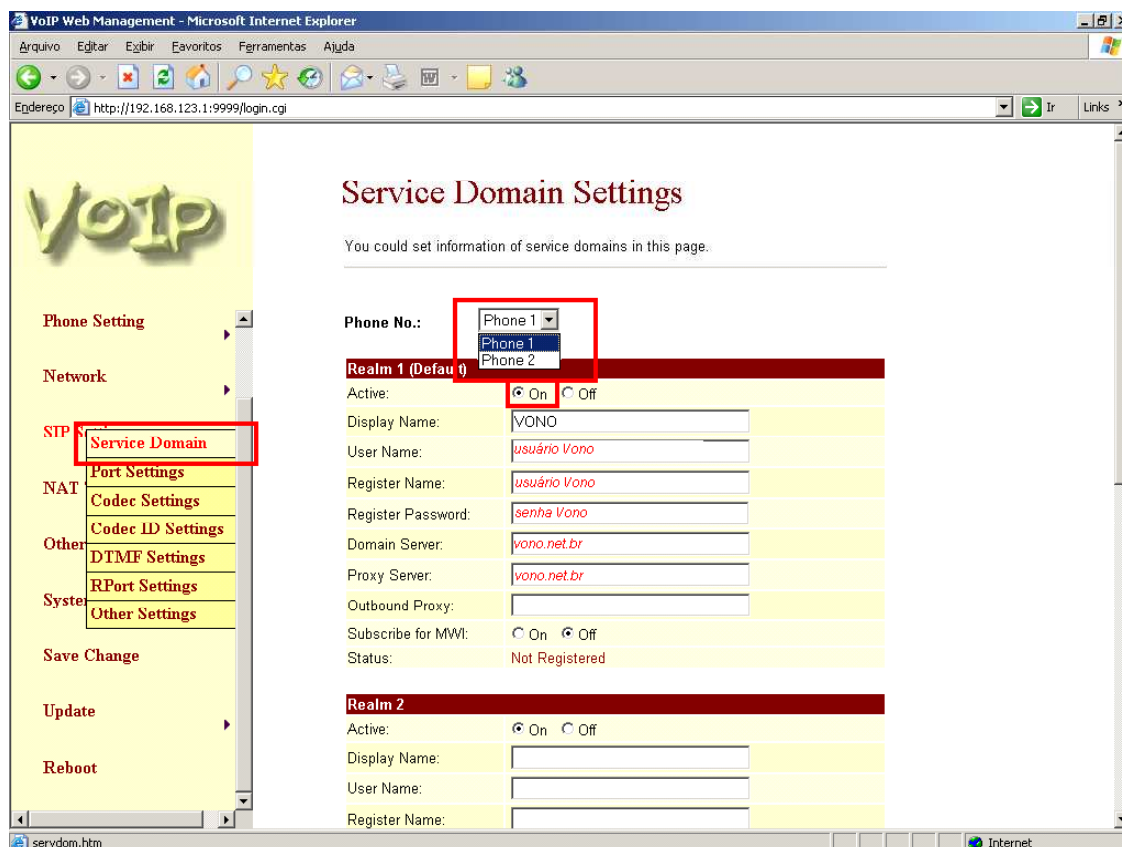 VoIP Web Management - Microsoft Internet Explorer
Arquivo Editar Exibir Favoritos Ferramentas Ajuda
Endereço http://192.168.123.1:9999/login.cgi Ir Links
VoIP
Service Domain Settings
You could set information of service domains in this page.
Phone No.: Phone 1
Phone 1
Phone 2
Phone Setting
Network
SIP
Service Domain
Port Settings
NAT
Codec Settings
Codec ID Settings
Other
DTMF Settings
RPort Settings
Other Settings
Save Change
Update
Reboot
Realm 1 (Default)
Active: On Off
Display Name: VONO
User Name: usuário Vono
Register Name: usuário Vono
Register Password: senha Vono
Domain Server: vono.net.br
Proxy Server: vono.net.br
Outbound Proxy:
Subscribe for MWI: On Off
Status: Not Registered
Realm 2
Active: On Off
Display Name:
User Name:
Register Name:
servdom.htm Internet